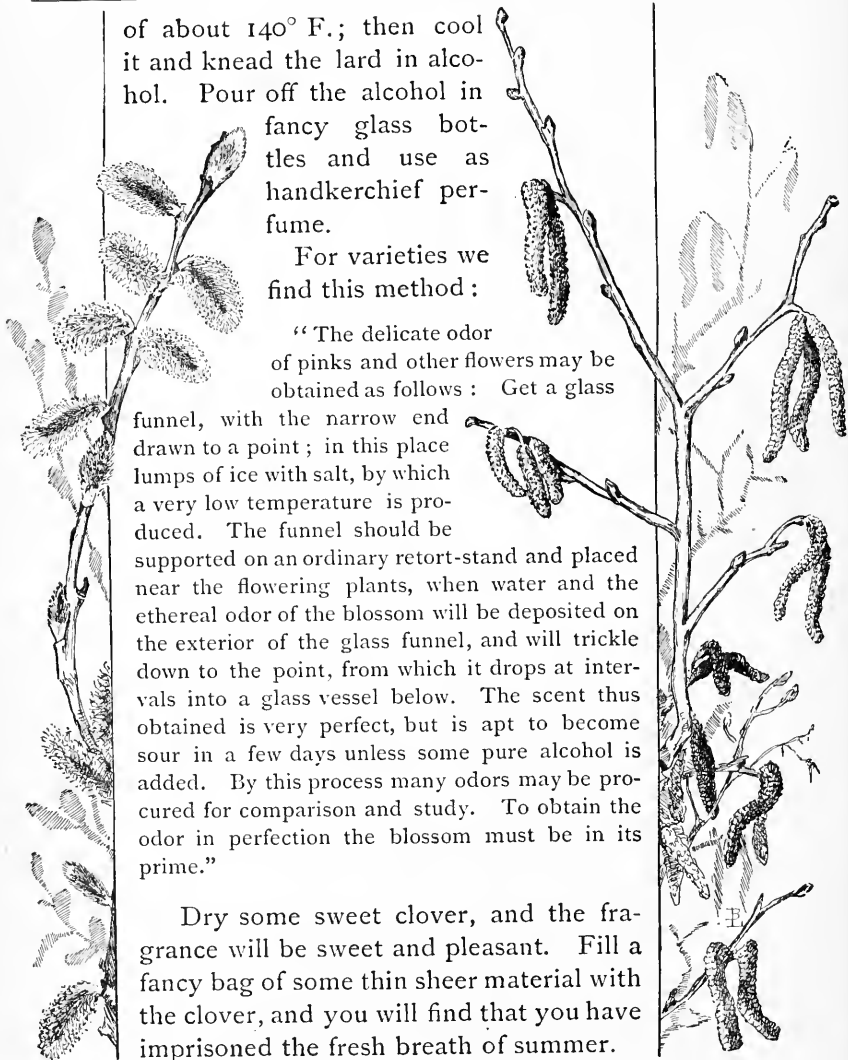 of about 140° F.; then cool
it and knead the lard in alco-
hol. Pour off the alcohol in
fancy glass bot-
tles and use as
handkerchief per-
fume.
For varieties we
find this method :
“The delicate odor
of pinks and other flowers may be
obtained as follows : Get a glass
funnel, with the narrow end
drawn to a point ; in this place
lumps of ice with salt, by which
a very low temperature is pro-
duced. The funnel should be
supported on an ordinary retort-stand and placed
near the flowering plants, when water and the
ethereal odor of the blossom will be deposited on
the exterior of the glass funnel, and will trickle
down to the point, from which it drops at inter-
vals into a glass vessel below. The scent thus
obtained is very perfect, but is apt to become
sour in a few days unless some pure alcohol is
added. By this process many odors may be pro-
cured for comparison and study. To obtain the
odor in perfection the blossom must be in its
prime.”
Dry some sweet clover, and the fra-
grance will be sweet and pleasant. Fill a
fancy bag of some thin sheer material with
the clover, and you will find that you have
imprisoned the fresh breath of summer.